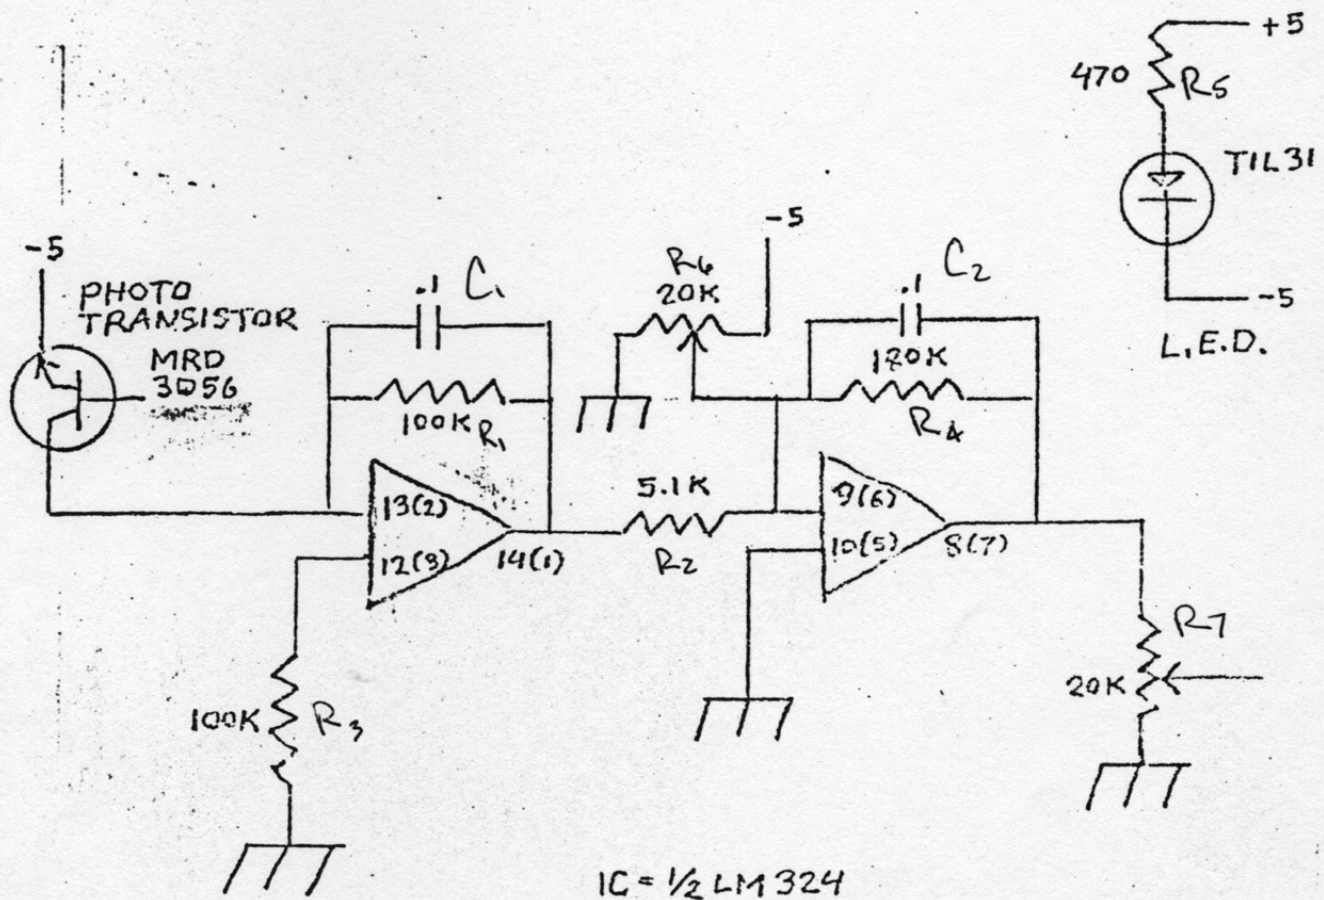 +5
470
R5
TIL31
-5
L.E.D.
-5
PHOTO
TRANSISTOR
MRD
3056
.1
C1
100K
R1
13(2)
12(3)
14(1)
100K
R3
-5
R6
20K
5.1K
R2
.1
C2
180K
R4
9(6)
10(5)
8(7)
R7
20K
IC = 1/2 LM 324